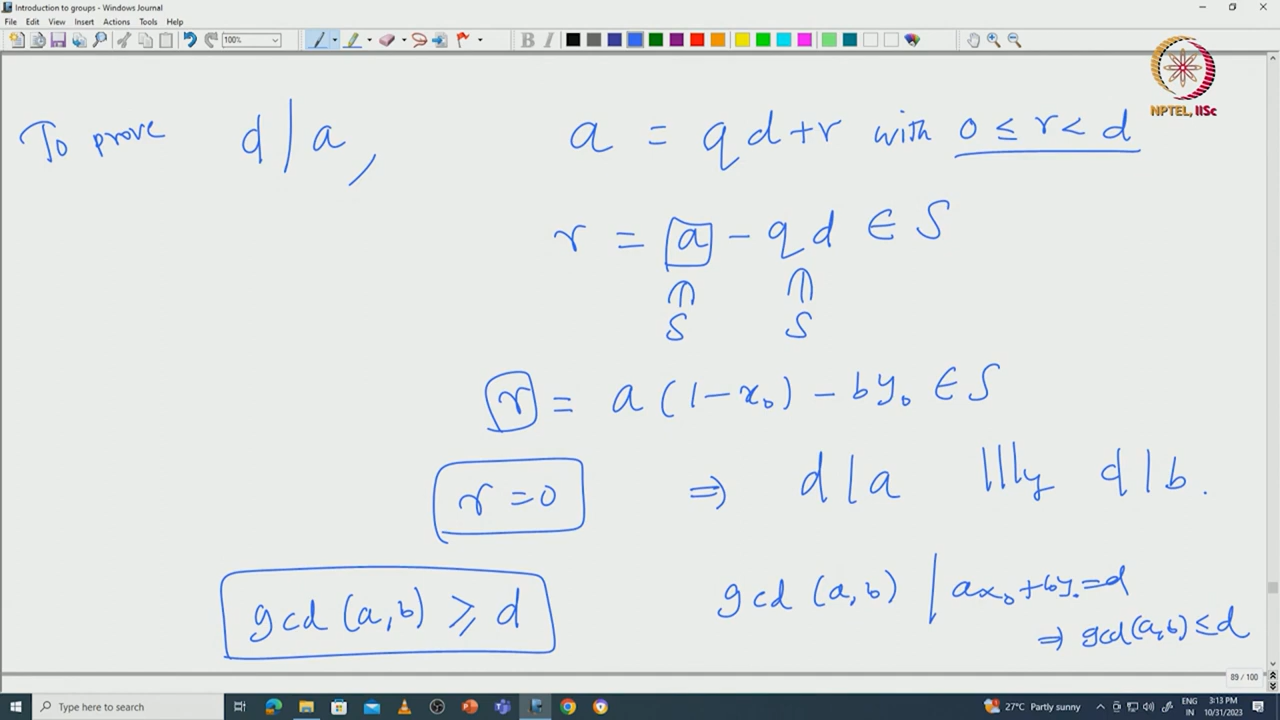 Introduction to groups - Windows Journal
File Edit View Insert Actions Tools Help
100% B I
NPTEL, IISc
To prove d | a, a = qd + r with 0 ≤ r < d
r = a - qd ∈ S
⇑ ⇑
S S
r = a(1 - x₀) - by₀ ∈ S
r = 0 ⇒ d | a |||ly d | b.
gcd (a, b) ≥ d gcd (a, b) | ax₀ + by₀ = d
⇒ gcd(a, b) ≤ d
89 / 100
Type here to search 27°C Partly sunny ENG IN 3:13 PM 10/31/2023